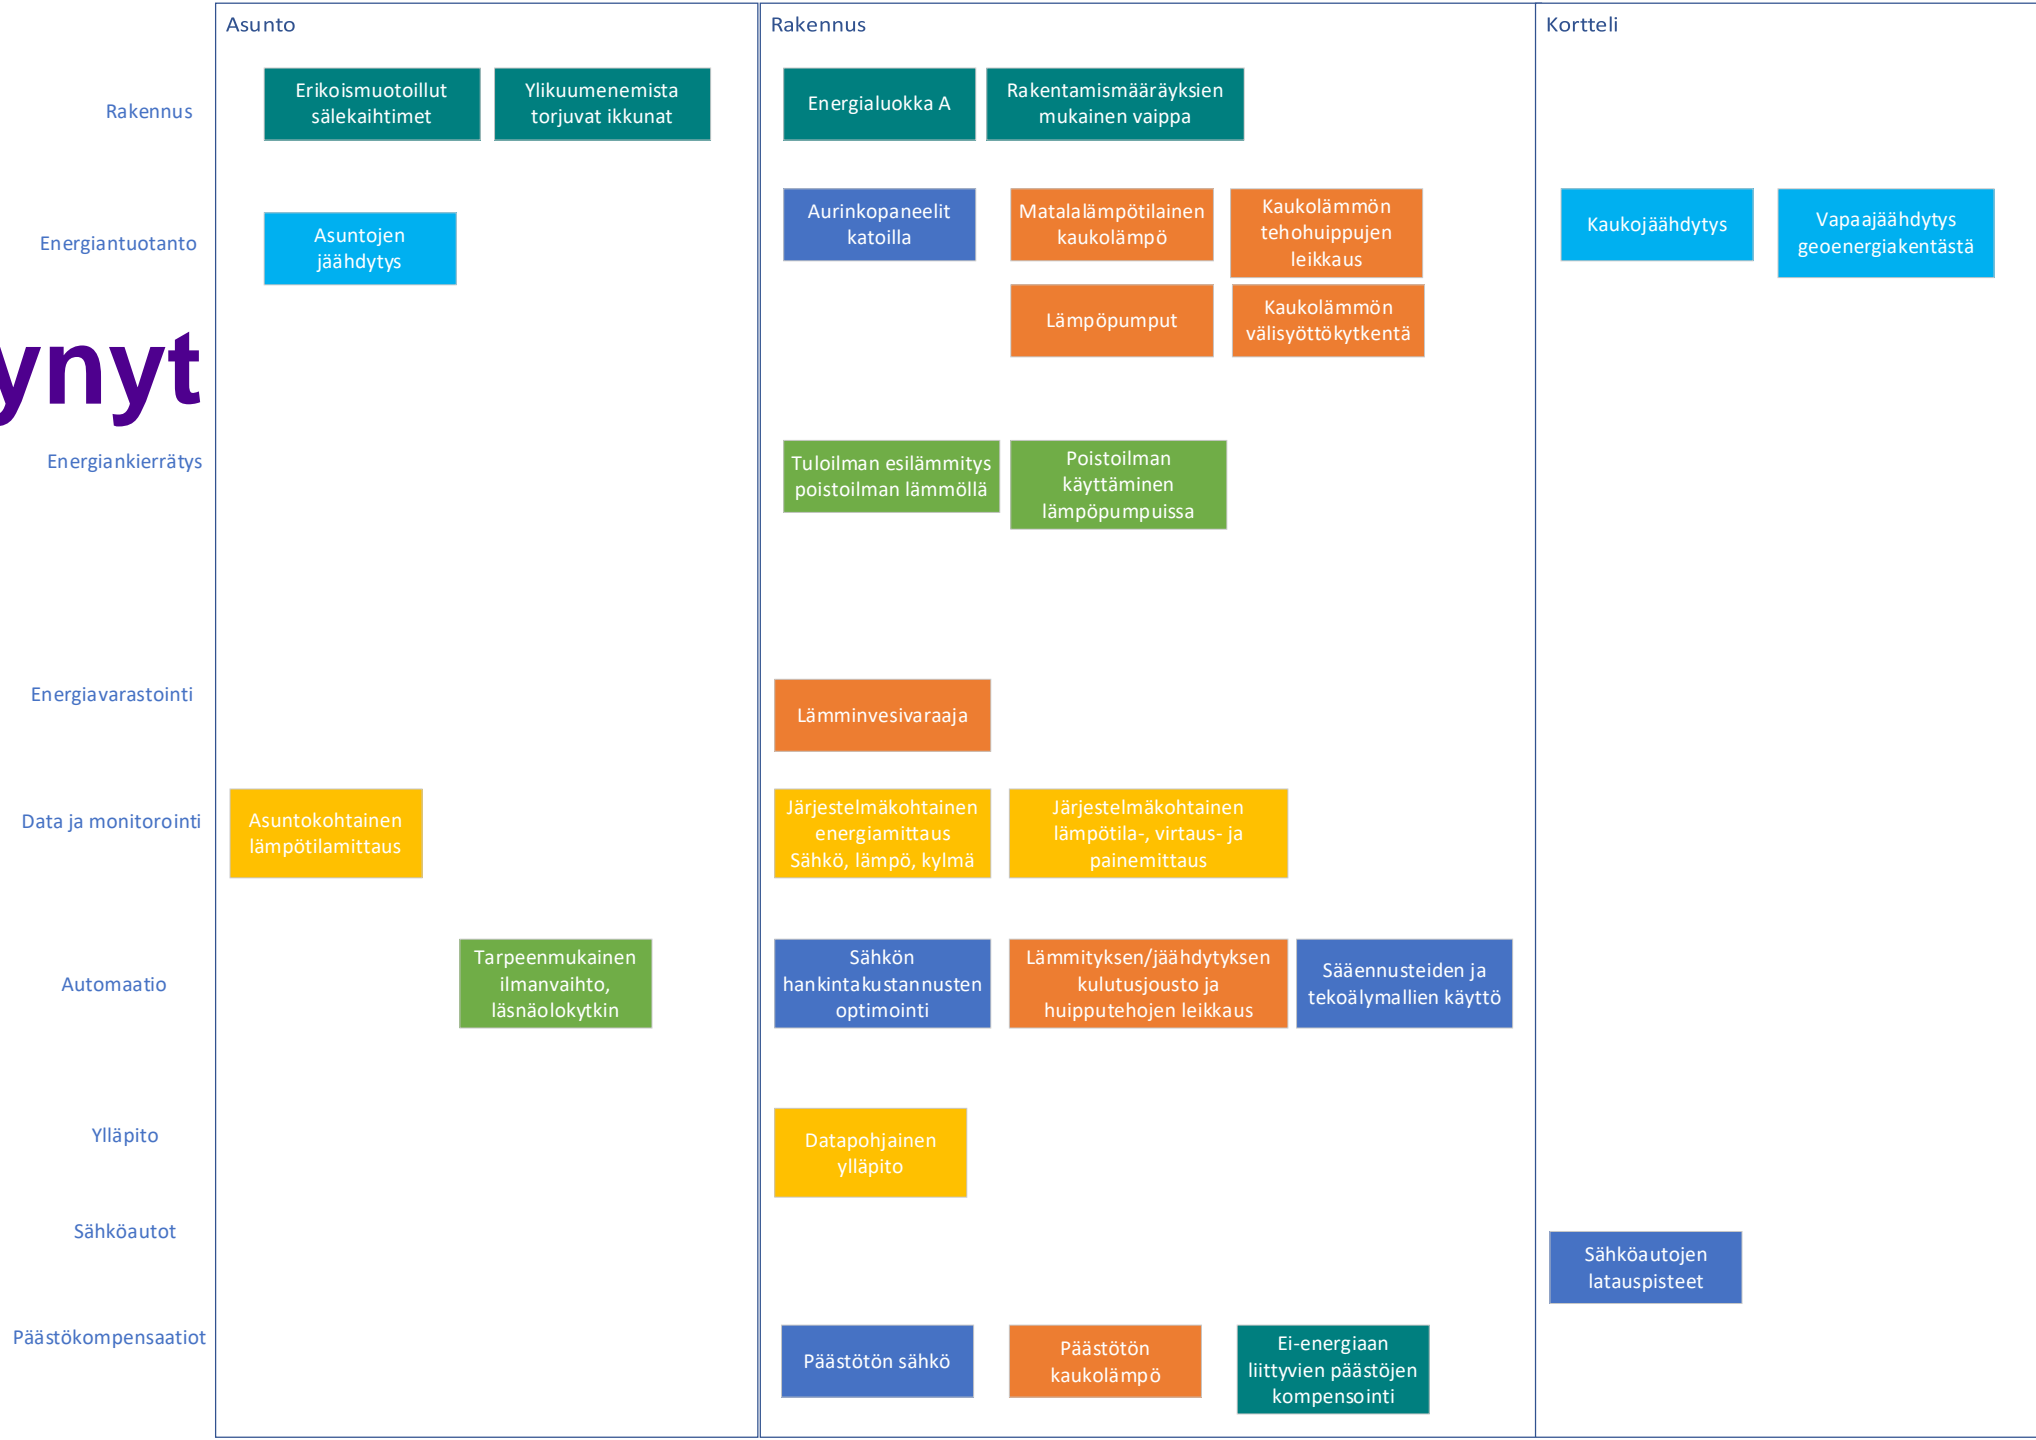 Asunto
Rakennus
Kortteli
Rakennus
Erikoismuotoillut
sälekaihtimet
Ylikuumenemista
torjuvat ikkunat
Energialuokka A
Rakentamismääräyksien
mukainen vaippa
Energiantuotanto
Asuntojen
jäähdytys
Aurinkopaneelit
katoilla
Matalalämpötilainen
kaukolämpö
Kaukolämmön
tehohuippujen
leikkaus
Lämpöpumput
Kaukolämmön
välisyöttökytkentä
Kaukojäähdytys
Vapaajäähdytys
geoenergiakentästä
ynyt
Energiankierrätys
Tuloilman esilämmitys
poistoilman lämmöllä
Poistoilman
käyttäminen
lämpöpumpuissa
Energiavarastointi
Lämminvesivaraaja
Data ja monitorointi
Asuntokohtainen
lämpötilamittaus
Järjestelmäkohtainen
energiamittaus
Sähkö, lämpö, kylmä
Järjestelmäkohtainen
lämpötila-, virtaus- ja
painemittaus
Automaatio
Tarpeenmukainen
ilmanvaihto,
läsnäolokytkin
Sähkön
hankintakustannusten
optimointi
Lämmityksen/jäähdytyksen
kulutusjousto ja
huipputehojen leikkaus
Sääennusteiden ja
tekoälymallien käyttö
Ylläpito
Datapohjainen
ylläpito
Sähköautot
Sähköautojen
latauspisteet
Päästökompensaatiot
Päästötön sähkö
Päästötön
kaukolämpö
Ei-energiaan
liittyvien päästöjen
kompensointi